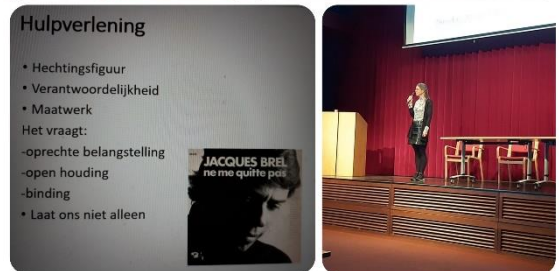 Hulpverlening
• Hechtingsfiguur
• Verantwoordelijkheid
• Maatwerk
Het vraagt:
-oprechte belangstelling
-open houding
-binding
• Laat ons niet alleen
JACQUES BREL
ne me quitte pas